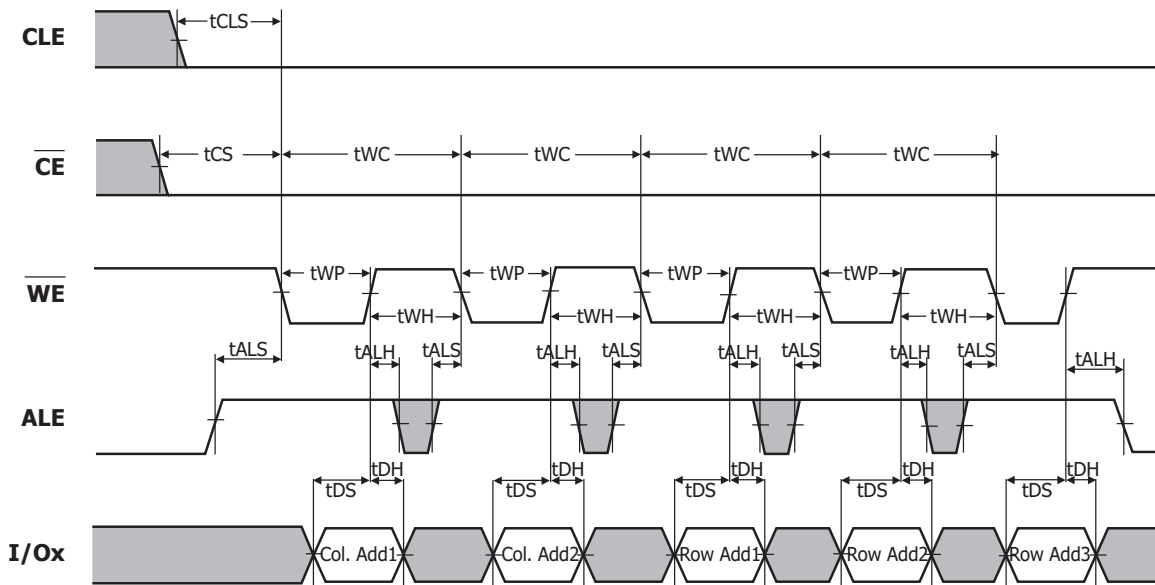 CLE
tCLS
CE
tCS
tWC
tWC
tWC
tWC
WE
tWP
tWP
tWP
tWP
tWH
tWH
tWH
tWH
tALS
tALH
tALS
tALH
tALS
tALH
tALS
tALH
tALS
tALH
ALE
tDS
tDH
tDS
tDH
tDS
tDH
tDS
tDH
tDS
tDH
I/Ox
Col. Add1
Col. Add2
Row Add1
Row Add2
Row Add3